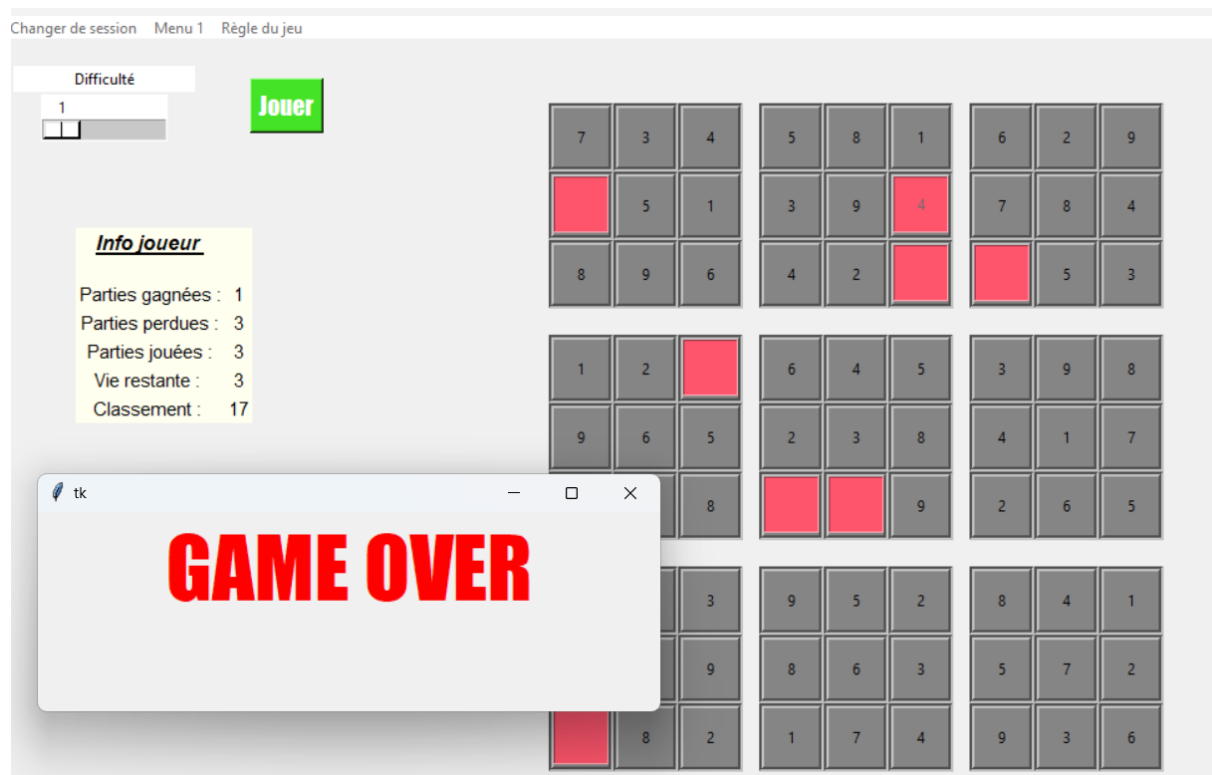 Changer de session Menu 1 Règle du jeu
Difficulté
1
Jouer
Info joueur
Parties gagnées : 1
Parties perdues : 3
Parties jouées : 3
Vie restante : 3
Classement : 17
7 3 4 5 8 1 6 2 9
5 1 3 9 4 7 8 4
8 9 6 4 2 5 3
1 2 6 4 5 3 9 8
9 6 5 2 3 8 4 1 7
8 9 2 6 5
3 9 5 2 8 4 1
9 8 6 3 5 7 2
8 2 1 7 4 9 3 6
tk
GAME OVER